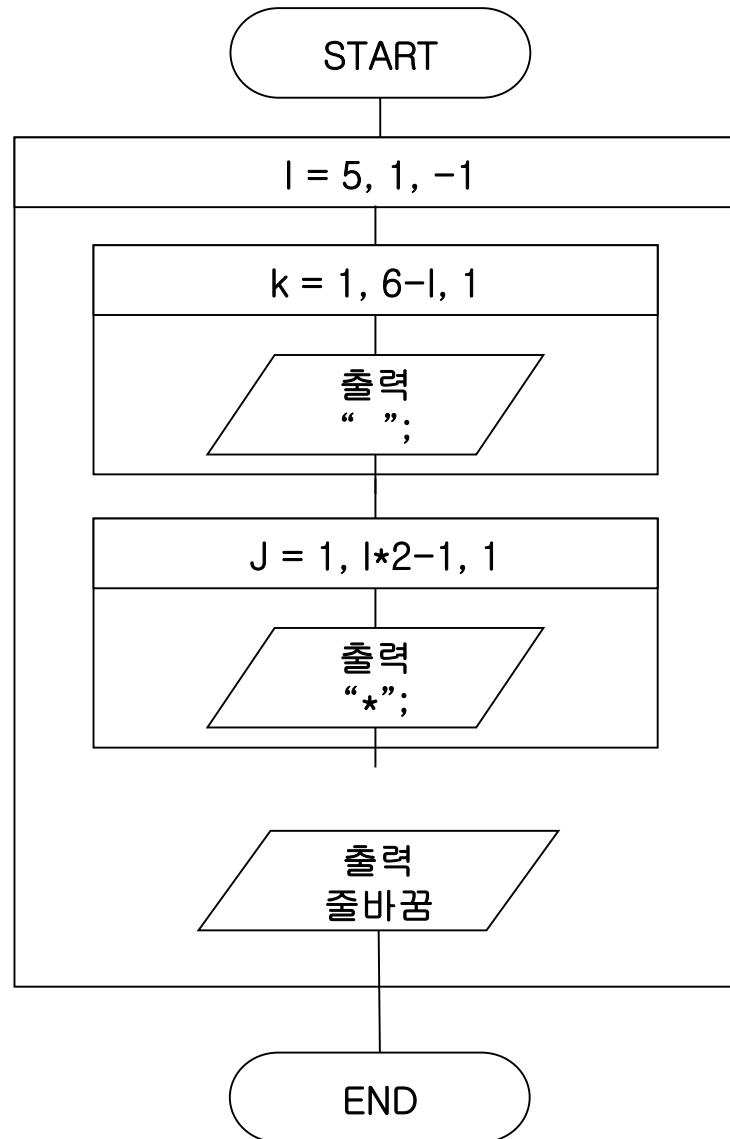 START
I = 5, 1, -1
k = 1, 6-I, 1
출력
“ ”;
J = 1, I*2-1, 1
출력
“*”;
출력
줄바꿈
END